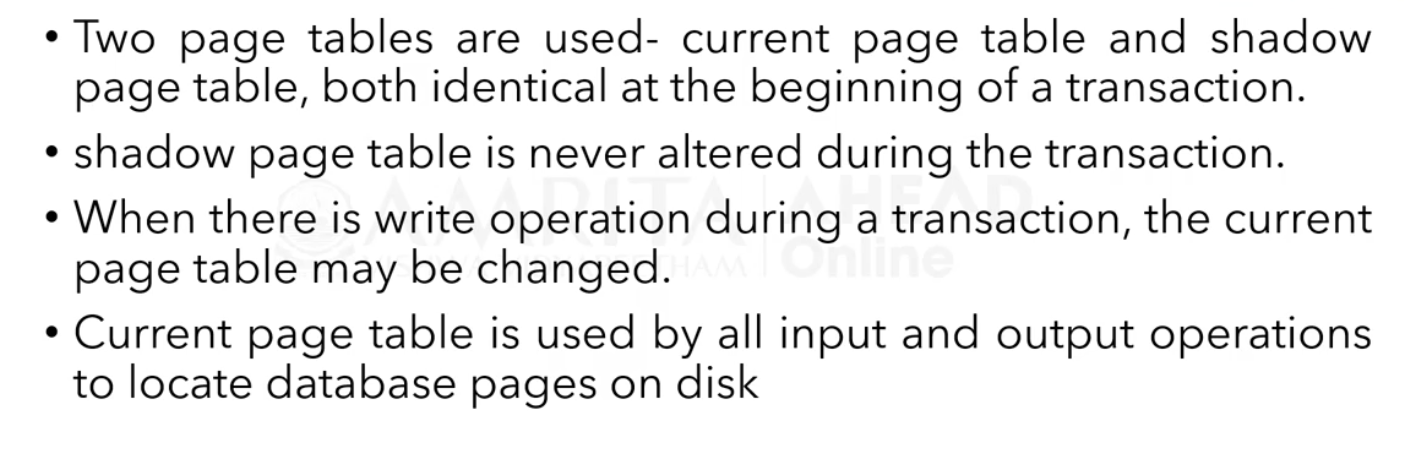 • Two page tables are used- current page table and shadow
page table, both identical at the beginning of a transaction.
• shadow page table is never altered during the transaction.
• When there is write operation during a transaction, the current
page table may be changed.
• Current page table is used by all input and output operations
to locate database pages on disk
AMRITA AHEAD
Online